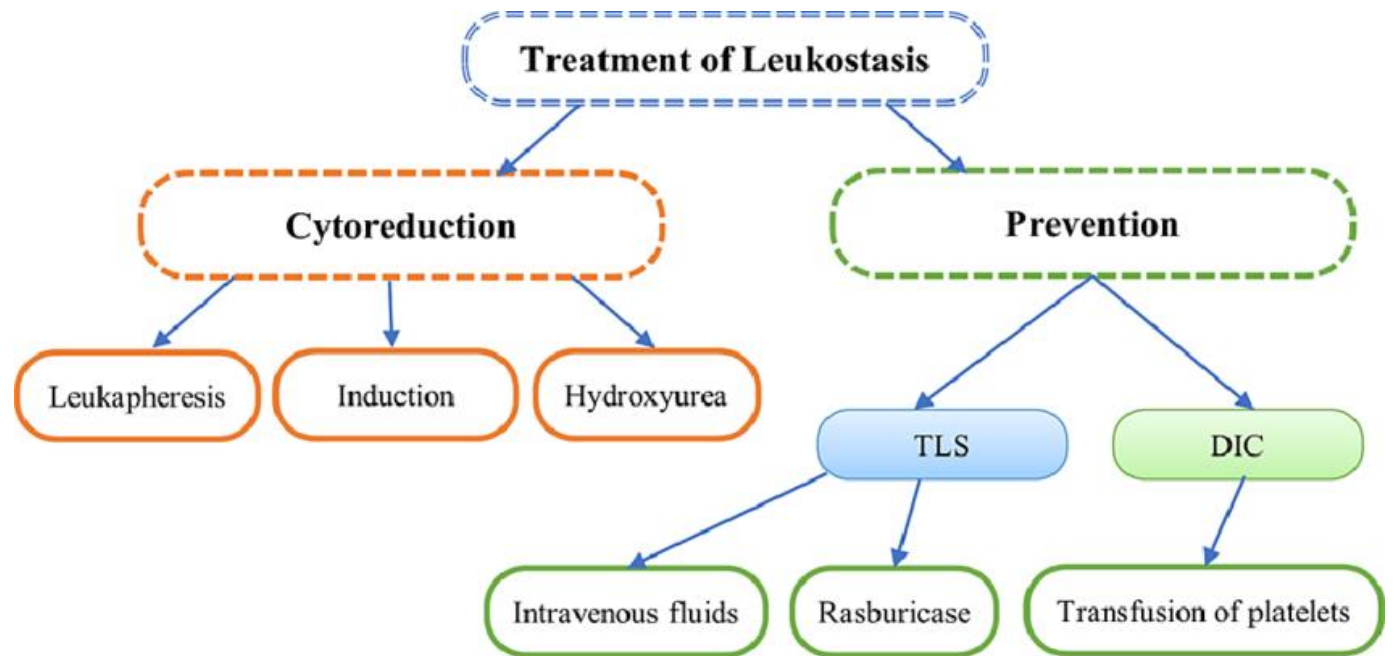 Treatment of Leukostasis
Cytoreduction
Prevention
Leukapheresis
Induction
Hydroxyurea
TLS
DIC
Intravenous fluids
Rasburicase
Transfusion of platelets